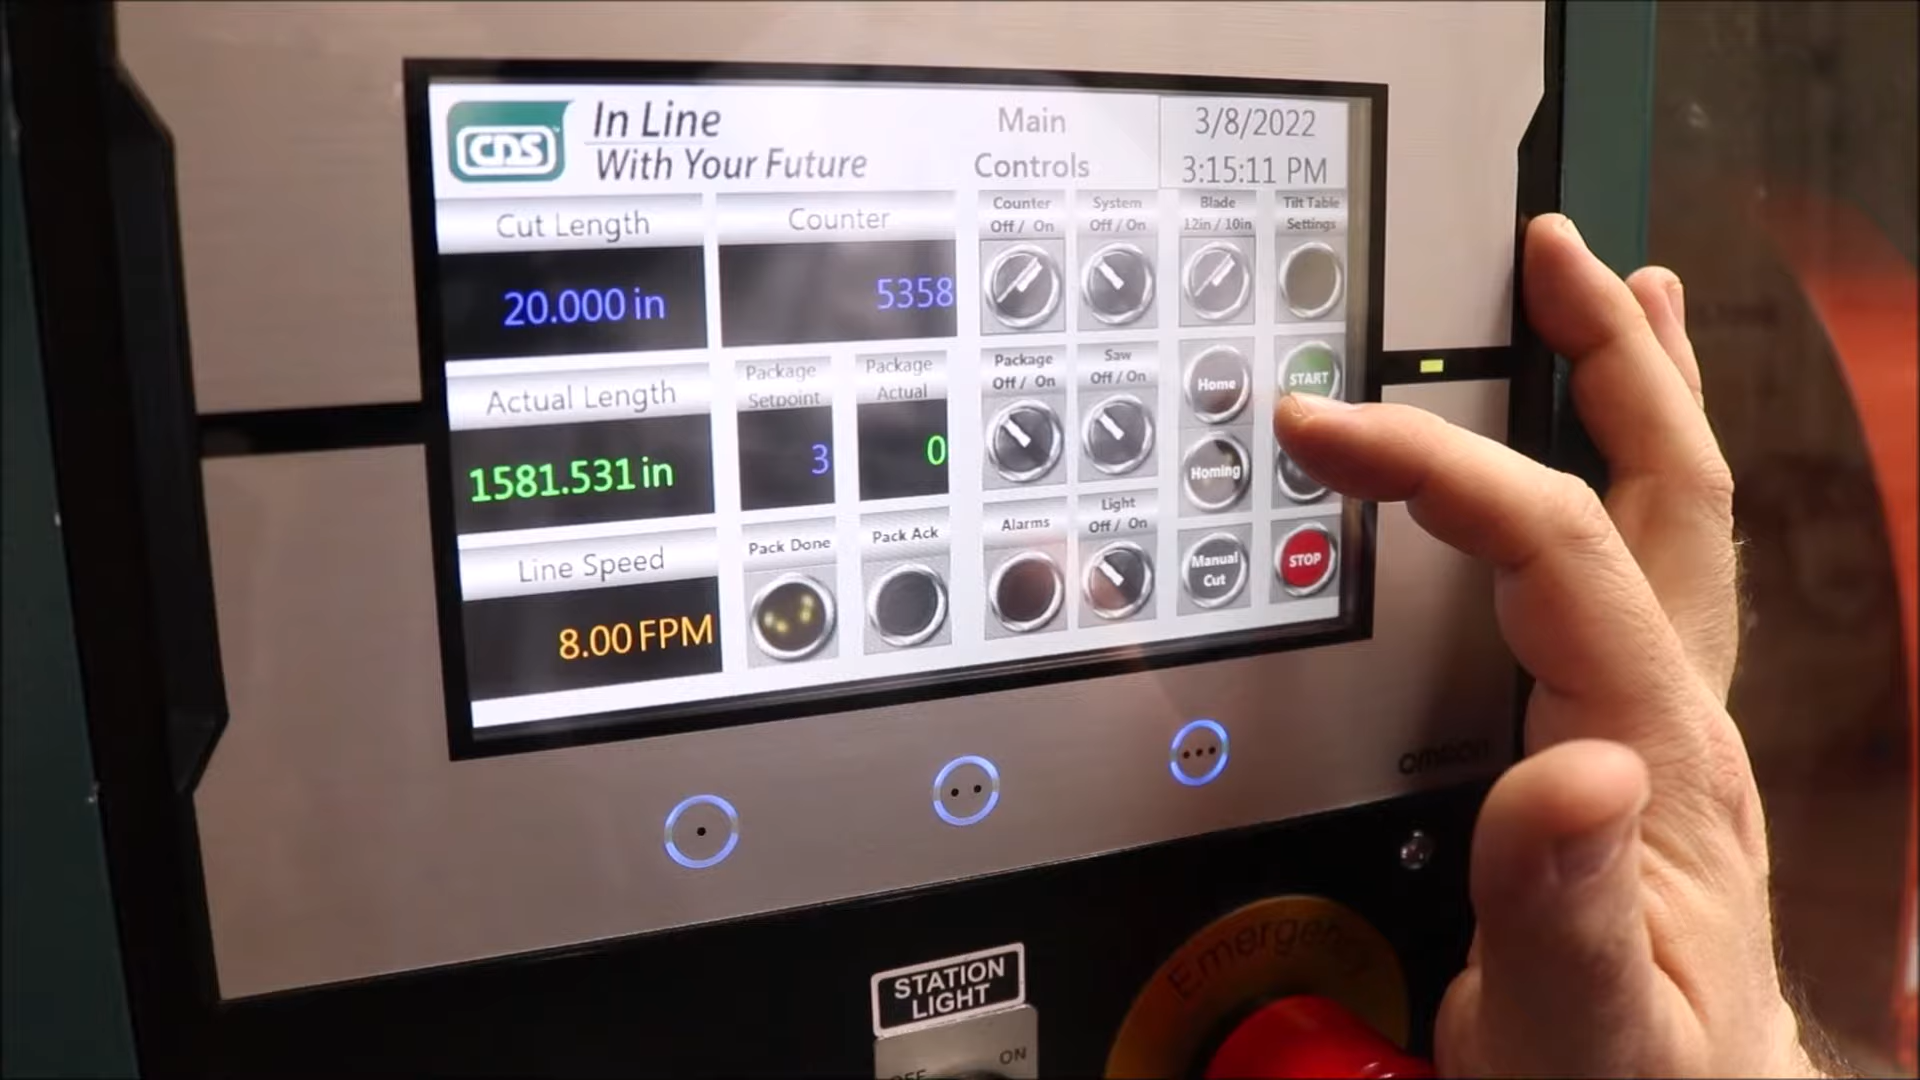 CDS
In Line
With Your Future
Main
Controls
3/8/2022
3:15:11 PM
Cut Length
20.000 in
Counter
5358
Counter
Off / On
System
Off / On
Blade
12in / 10in
Tilt Table
Settings
Actual Length
1581.531 in
Package
Setpoint
3
Package
Actual
0
Package
Off / On
Saw
Off / On
Home
START
Homing
Line Speed
8.00 FPM
Pack Done
Pack Ack
Alarms
Light
Off / On
Manual
Cut
STOP
omron
STATION
LIGHT
OFF
ON
Emergency